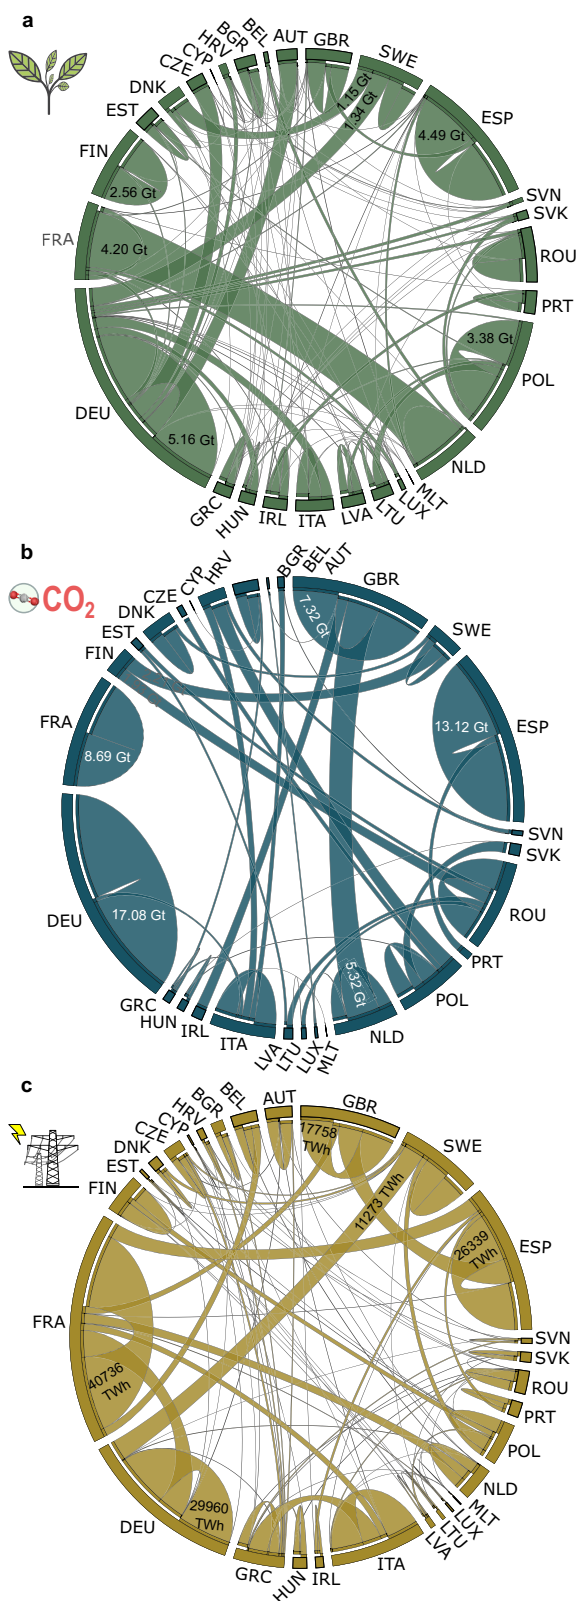 a
BEL
BGR
HRV
CYP
CZE
DNK
EST
FIN
FRA
DEU
GRC
HUN
IRL
ITA
LVA
LTU
LUX
MLT
NLD
POL
PRT
ROU
SVK
SVN
ESP
SWE
GBR
AUT
1.15 Gt
1.34 Gt
4.49 Gt
2.56 Gt
4.20 Gt
3.38 Gt
5.16 Gt
b
CO2
AUT
BEL
BGR
HRV
CYP
CZE
DNK
EST
FIN
FRA
DEU
GRC
HUN
IRL
ITA
LVA
LTU
LUX
MLT
NLD
POL
PRT
ROU
SVK
SVN
ESP
SWE
GBR
7.32 Gt
13.12 Gt
8.69 Gt
17.08 Gt
5.32 Gt
c
AUT
BEL
BGR
HRV
CYP
CZE
DNK
EST
FIN
FRA
DEU
GRC
HUN
IRL
ITA
LVA
LTU
LUX
MLT
NLD
POL
PRT
ROU
SVK
SVN
ESP
SWE
GBR
17758
TWh
11273 TWh
26339
TWh
40736
TWh
29960
TWh